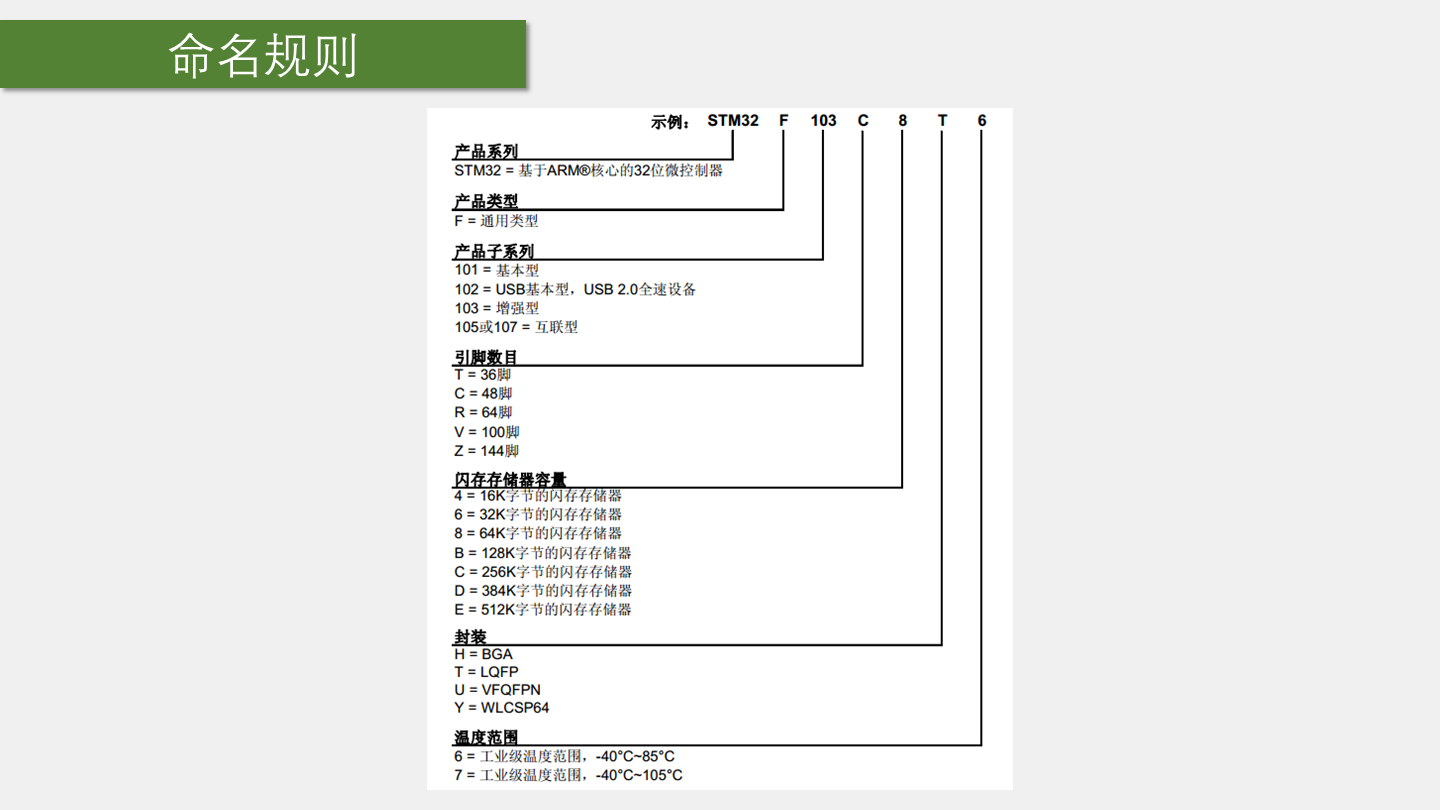 命名规则
示例： STM32 F 103 C 8 T 6
产品系列
STM32 = 基于ARM®核心的32位微控制器
产品类型
F = 通用类型
产品子系列
101 = 基本型
102 = USB基本型，USB 2.0全速设备
103 = 增强型
105或107 = 互联型
引脚数目
T = 36脚
C = 48脚
R = 64脚
V = 100脚
Z = 144脚
闪存存储器容量
4 = 16K字节的闪存存储器
6 = 32K字节的闪存存储器
8 = 64K字节的闪存存储器
B = 128K字节的闪存存储器
C = 256K字节的闪存存储器
D = 384K字节的闪存存储器
E = 512K字节的闪存存储器
封装
H = BGA
T = LQFP
U = VFQFPN
Y = WLCSP64
温度范围
6 = 工业级温度范围，-40°C~85°C
7 = 工业级温度范围，-40°C~105°C